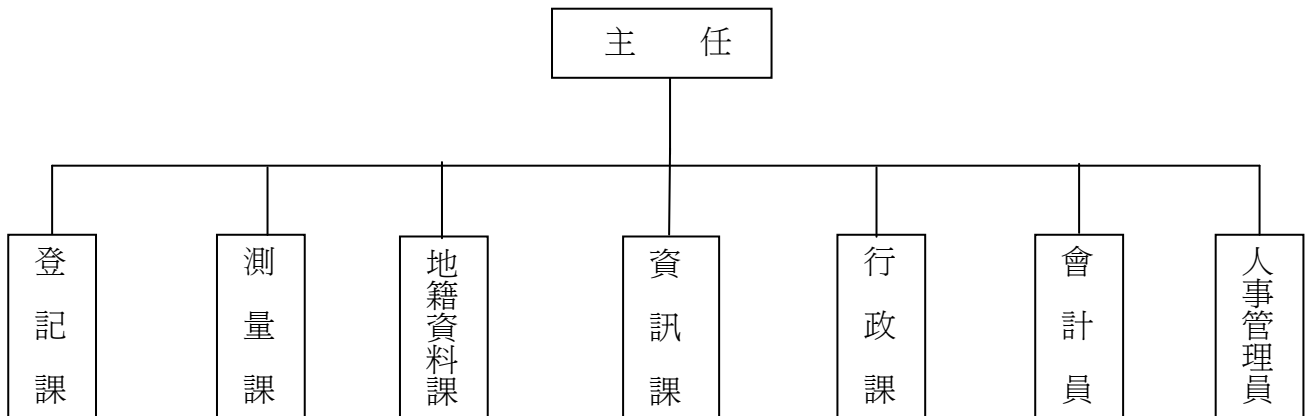 主 任
登記課
測量課
地籍資料課
資訊課
行政課
會計員
人事管理員